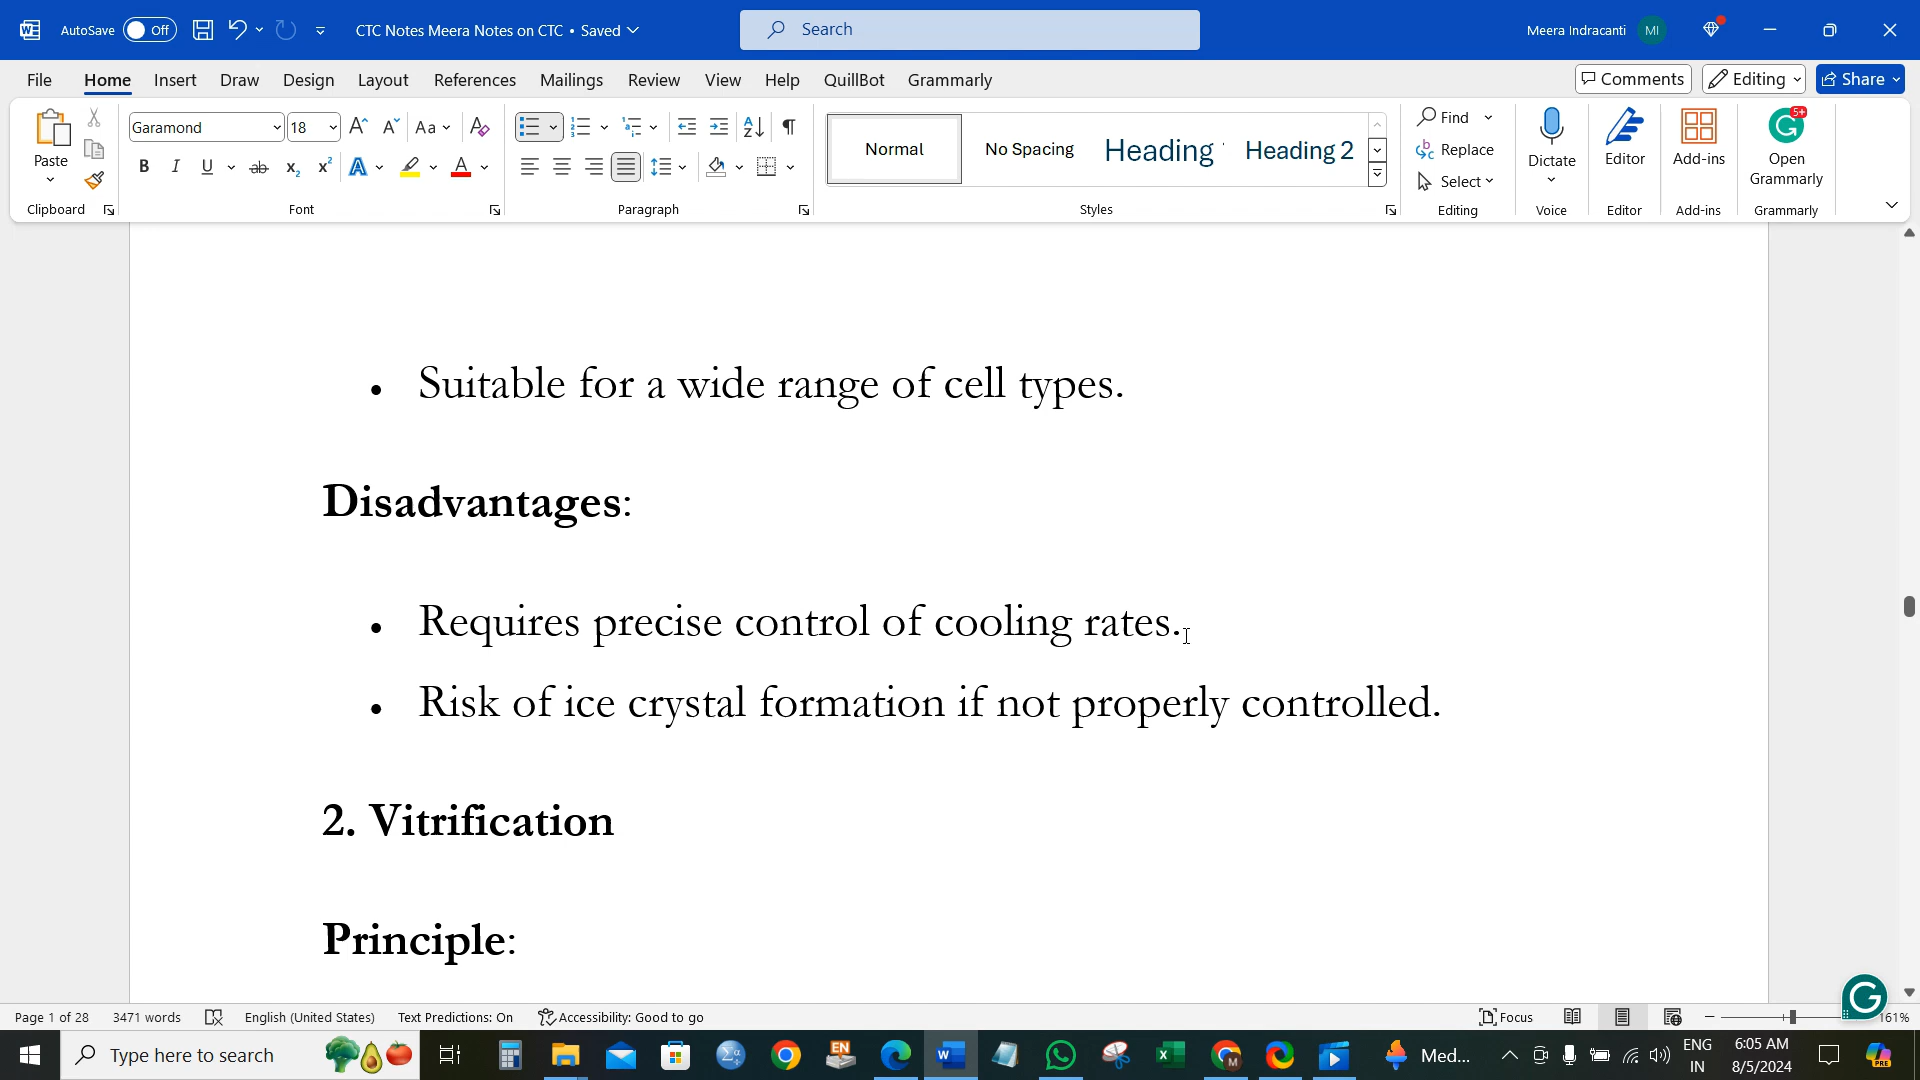 AutoSave Off CTC Notes Meera Notes on CTC • Saved Search Meera Indracanti MI
File Home Insert Draw Design Layout References Mailings Review View Help QuillBot Grammarly Comments Editing Share
Paste
Clipboard
Garamond 18 Aa
B I U ab x₂ x² A A
Font
Paragraph
Normal No Spacing Heading Heading 2
Styles
Find
Replace
Select
Editing
Dictate
Voice
Editor
Editor
Add-ins
Add-ins
5+
Open
Grammarly
Grammarly
• Suitable for a wide range of cell types.
Disadvantages:
• Requires precise control of cooling rates.
• Risk of ice crystal formation if not properly controlled.
2. Vitrification
Principle:
Page 1 of 28 3471 words English (United States) Text Predictions: On Accessibility: Good to go Focus 161%
Type here to search Med... ENG
IN
6:05 AM
8/5/2024